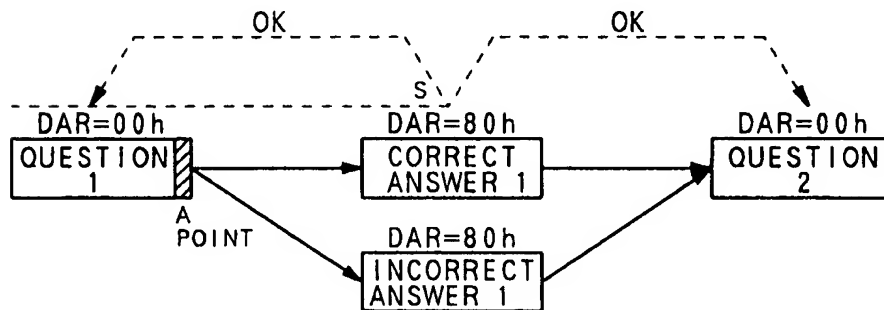 OK
OK
S
DAR=00h
DAR=80h
DAR=00h
QUESTION
1
CORRECT
ANSWER 1
QUESTION
2
A
POINT
DAR=80h
INCORRECT
ANSWER 1